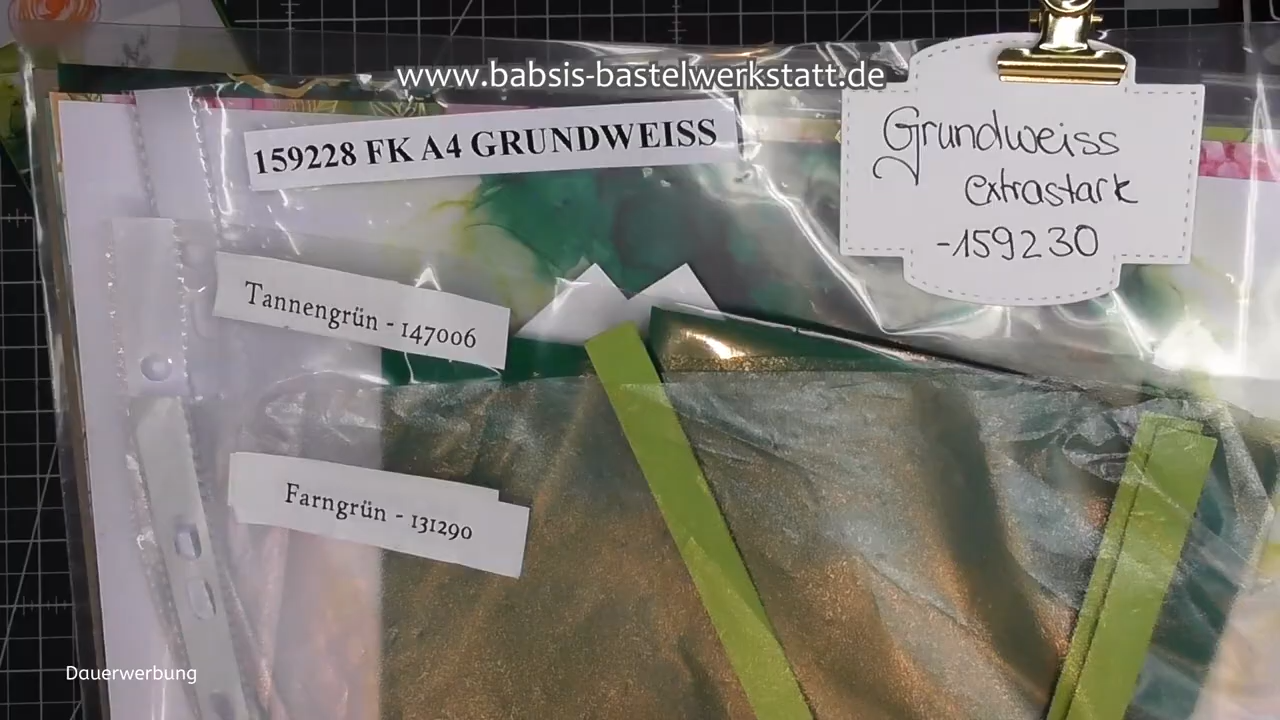 www.babsis-bastelwerkstatt.de
159228 FK A4 GRUNDWEISS
Grundweiss
extrastark
-159230
Tannengrün - 147006
Farngrün - 131290
Dauerwerbung